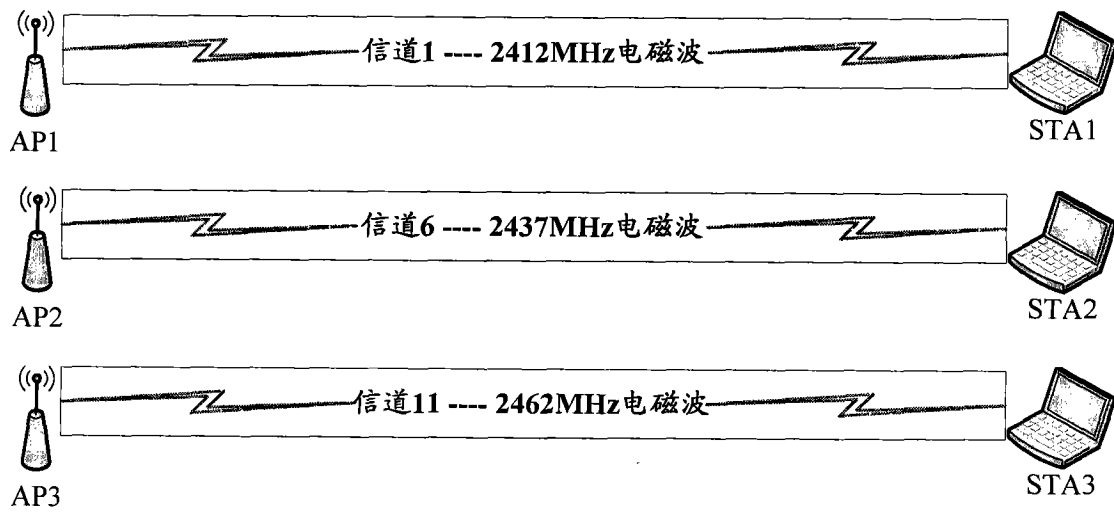 信道1 ---- 2412MHz电磁波
AP1
STA1
信道6 ---- 2437MHz电磁波
AP2
STA2
信道11 ---- 2462MHz电磁波
AP3
STA3